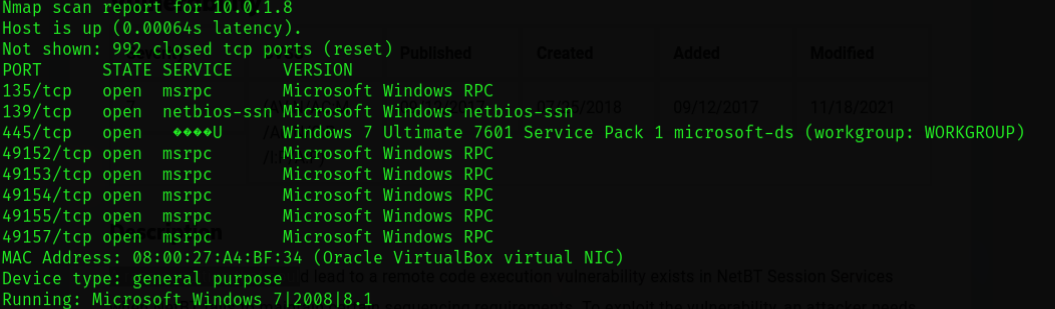 Nmap scan report for 10.0.1.8
Host is up (0.00064s latency).
Not shown: 992 closed tcp ports (reset)
Published Created Added Modified
PORT STATE SERVICE VERSION
135/tcp open msrpc Microsoft Windows RPC
/2018 09/12/2017 11/18/2021
139/tcp open netbios-ssn Microsoft Windows netbios-ssn
445/tcp open ����U Windows 7 Ultimate 7601 Service Pack 1 microsoft-ds (workgroup: WORKGROUP)
49152/tcp open msrpc Microsoft Windows RPC
49153/tcp open msrpc Microsoft Windows RPC
49154/tcp open msrpc Microsoft Windows RPC
49155/tcp open msrpc Microsoft Windows RPC
49157/tcp open msrpc Microsoft Windows RPC
MAC Address: 08:00:27:A4:BF:34 (Oracle VirtualBox virtual NIC)
Device type: general purpose
lead to a remote code execution vulnerability exists in NetBT Session Services
Running: Microsoft Windows 7|2008|8.1
sequencing requirements. To exploit the vulnerability, an attacker needs